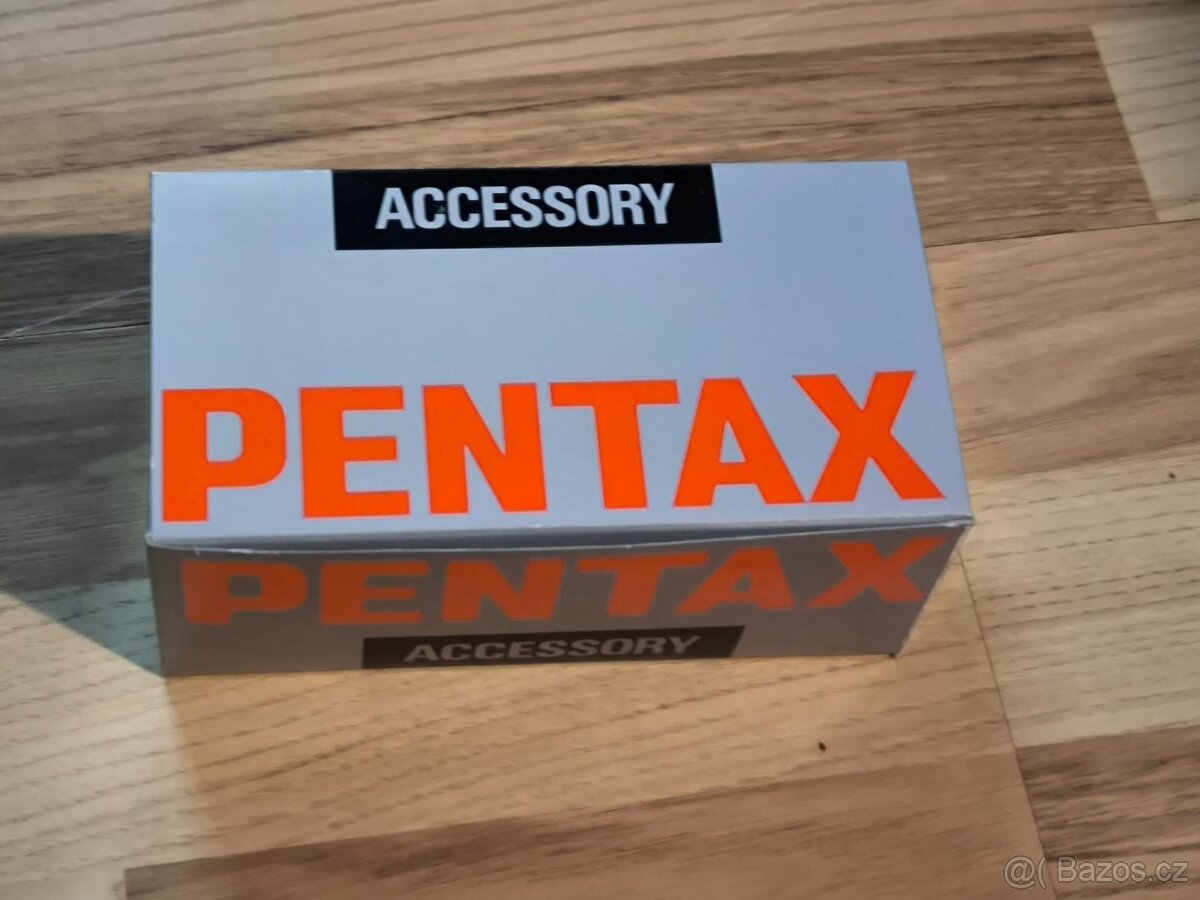 ACCESSORY
PENTAX
PENTAX
ACCESSORY
@( Bazos.cz